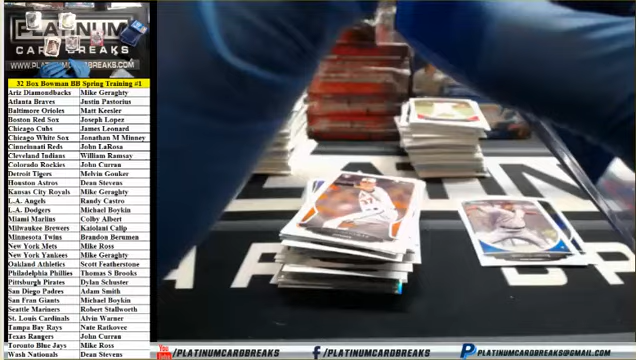 PLATINUM
CARD BREAKS
32 Box Bowman BB Spring Training #1
Ariz Diamondbacks Mike Geraghty
Atlanta Braves Justin Pastorius
Baltimore Orioles Matt Keesler
Boston Red Sox Joseph Lopez
Chicago Cubs James Leonard
Chicago White Sox Jonathan M Minney
Cinncinnati Reds John LaRosa
Cleveland Indians William Ramsay
Colorado Rockies John Curran
Detroit Tigers Melvin Gouker
Houston Astros Dean Stevens
Kansas City Royals Mike Geraghty
L.A. Angels Randy Castro
L.A. Dodgers Michael Boykin
Miami Marlins Colby Albert
Milwaukee Brewers Kaiolani Calip
Minnesota Twins Brandon Berumen
New York Mets Mike Ross
New York Yankees Mike Geraghty
Oakland Athletics Scott Featherstone
Philadelphia Phillies Thomas S Brooks
Pittsburgh Pirates Dylan Schuster
San Diego Padres Adam Smith
San Fran Giants Michael Boykin
Seattle Mariners Robert Stallworth
St. Louis Cardinals Alvin Warner
Tampa Bay Rays Nate Ratkovec
Texas Rangers John Curran
Toronto Blue Jays Mike Ross
Wash Nationals Dean Stevens
You Tube /PLATINUMCARDBREAKS f /PLATINUMCARDBREAKS P /PLATINUMCARDBREAKS@GMAIL.COM